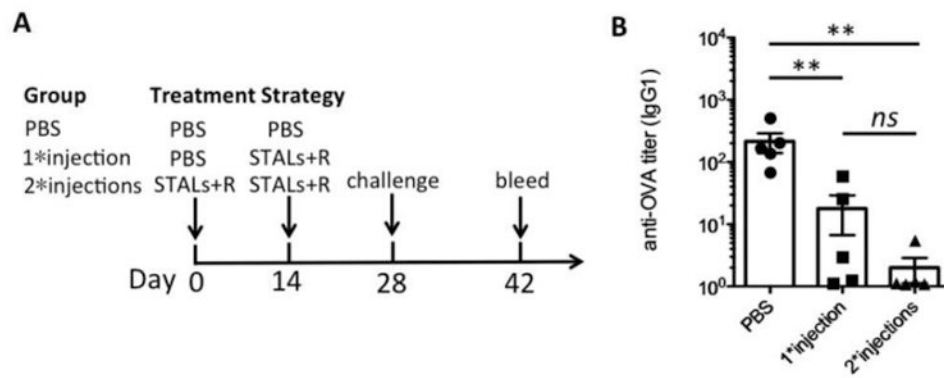 A
Group Treatment Strategy
PBS PBS PBS
1*injection PBS STALs+R
2*injections STALs+R STALs+R challenge bleed
Day 0 14 28 42
B
anti-OVA titer (IgG1)
10⁴
10³
10²
10¹
10⁰
**
**
ns
PBS
1*injection
2*injections